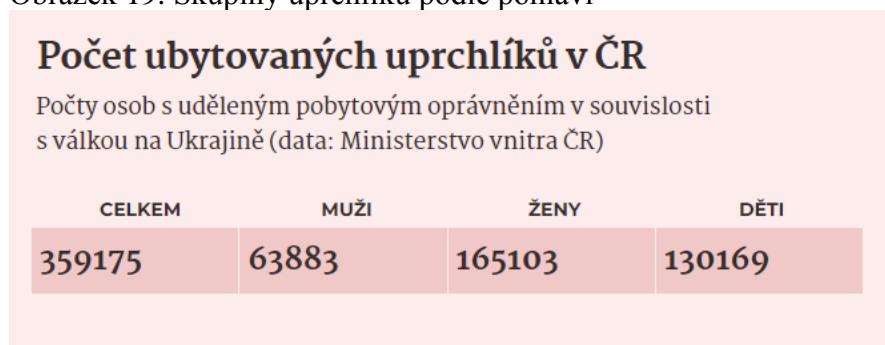 Obrázek 19: Skupiny uprchlíků podle pohlaví
Počet ubytovaných uprchlíků v ČR
Počty osob s uděleným pobytovým oprávněním v souvislosti
s válkou na Ukrajině (data: Ministerstvo vnitra ČR)
CELKEM MUŽI ŽENY DĚTI
359175 63883 165103 130169